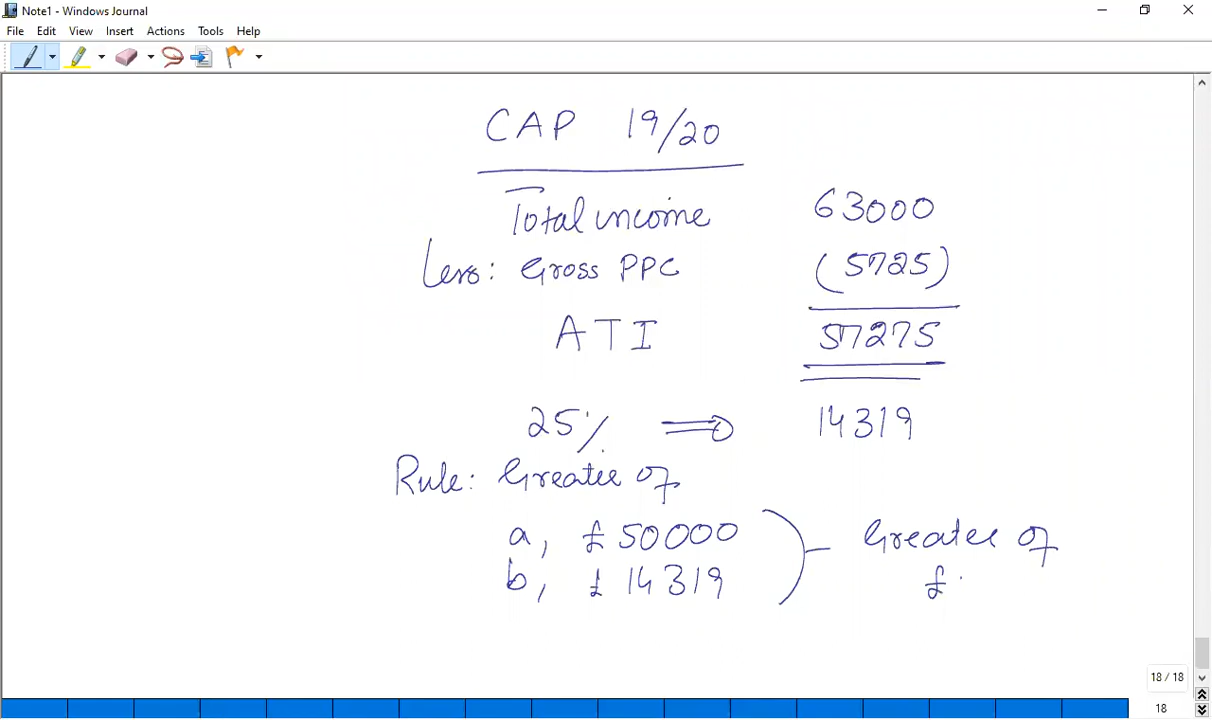 Note1 - Windows Journal
File Edit View Insert Actions Tools Help
CAP 19/20
Total income 63000
Less: Gross PPC (5725)
ATI 57275
25% ⇒ 14319
Rule: Greater of
a, £50000
b, £14319
Greater of
£
18 / 18
18